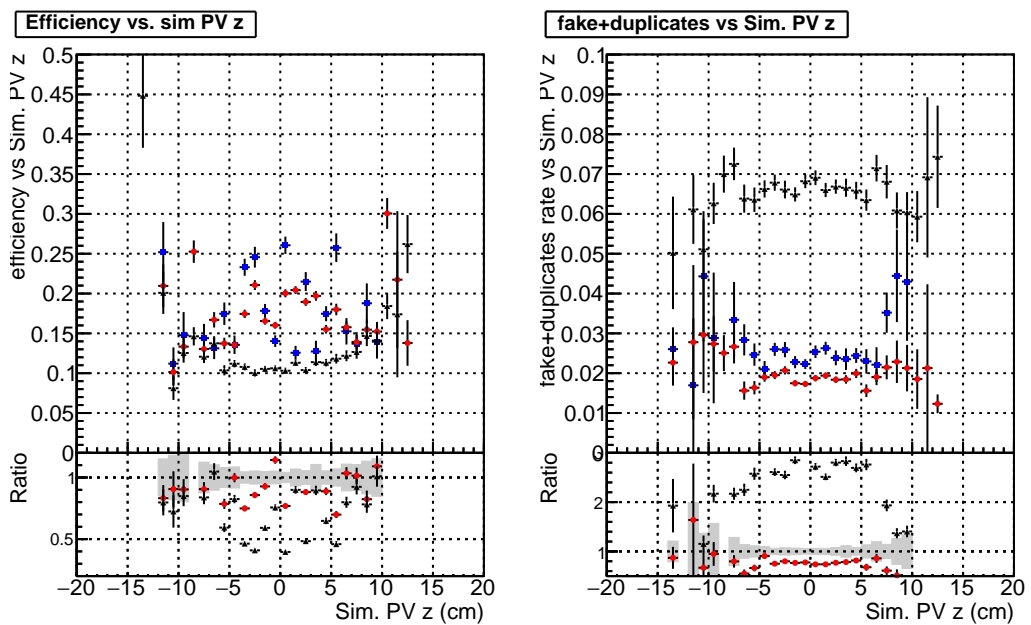 Efficiency vs. sim PV z
efficiency vs Sim. PV z
0.5
0.45
0.4
0.35
0.3
0.25
0.2
0.15
0.1
0.05
0
Ratio
1
0.5
−20 −15 −10 −5 0 5 10 15 20
Sim. PV z (cm)
fake+duplicates vs Sim. PV z
fake+duplicates rate vs Sim. PV z
0.1
0.09
0.08
0.07
0.06
0.05
0.04
0.03
0.02
0.01
0
Ratio
2
1
−20 −15 −10 −5 0 5 10 15 20
Sim. PV z (cm)